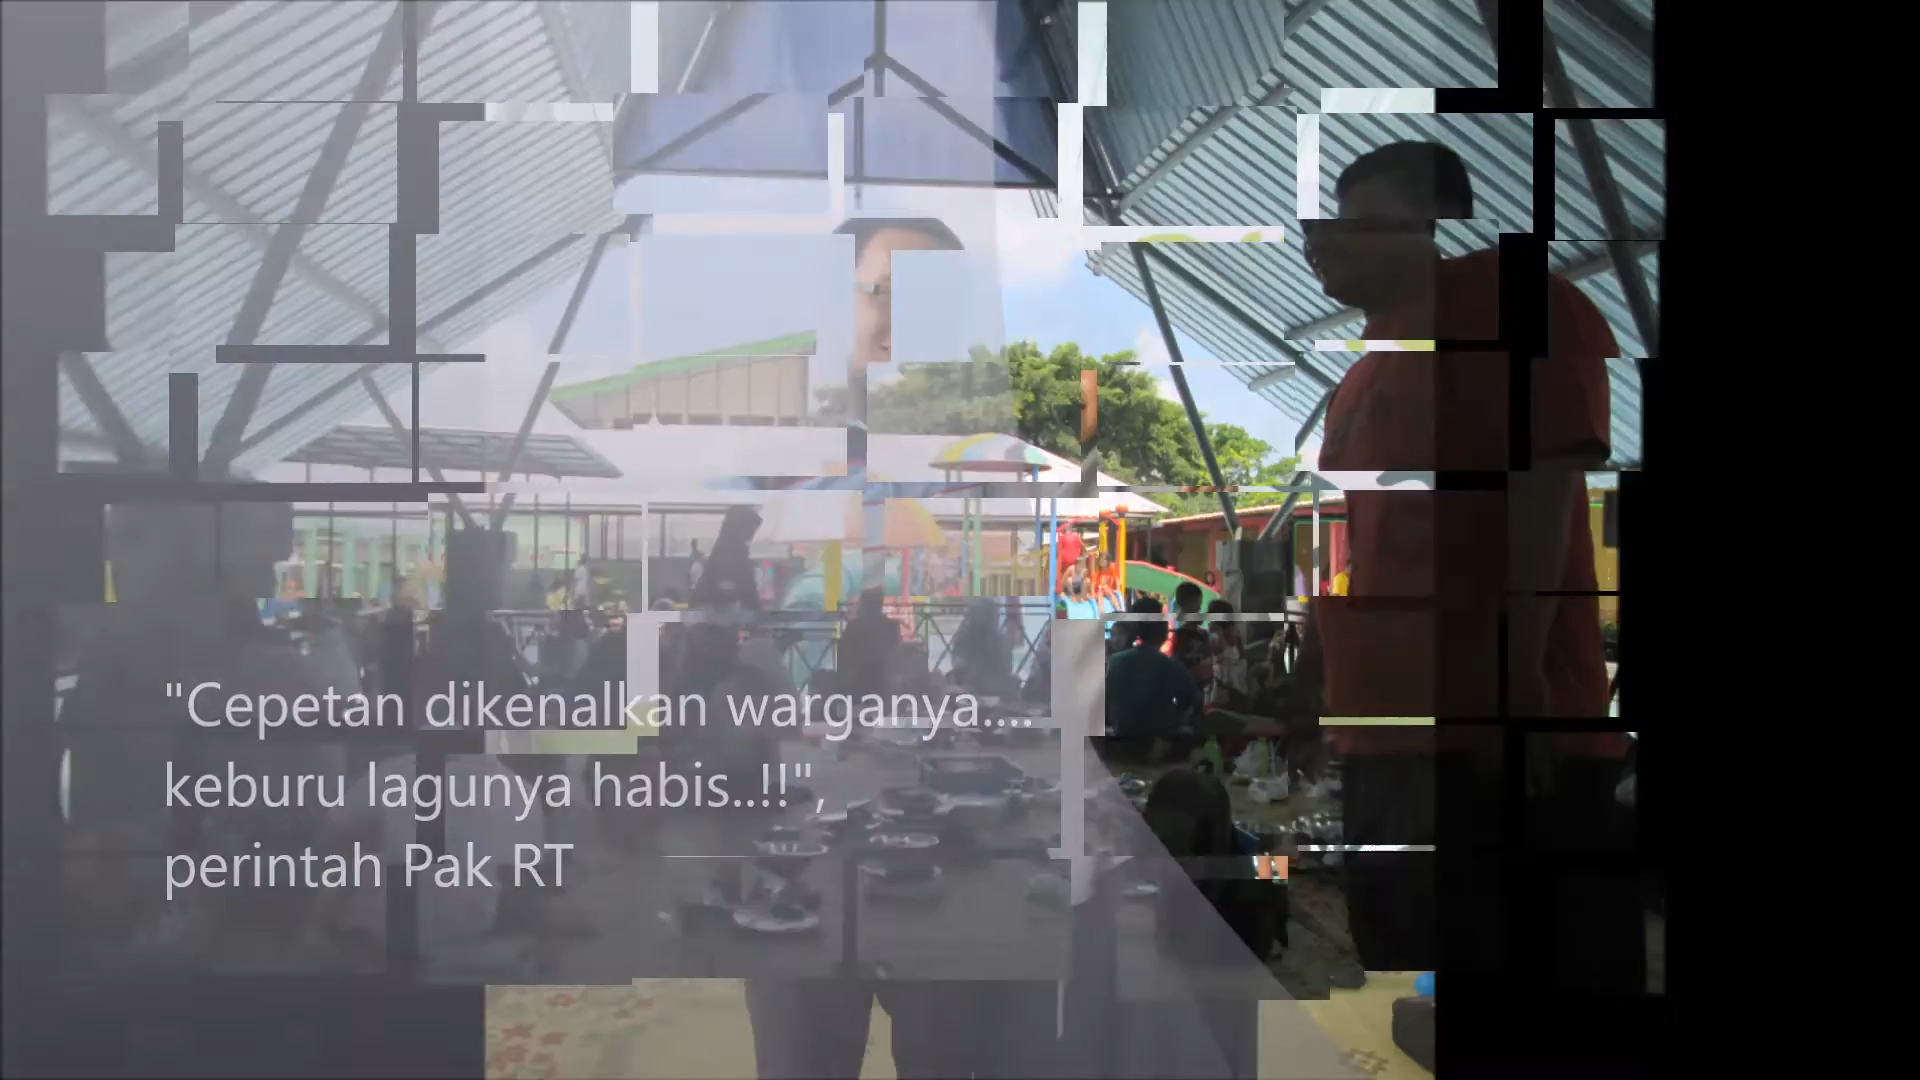 "Cepetan dikenalkan warganya....
keburu lagunya habis..!!",
perintah Pak RT